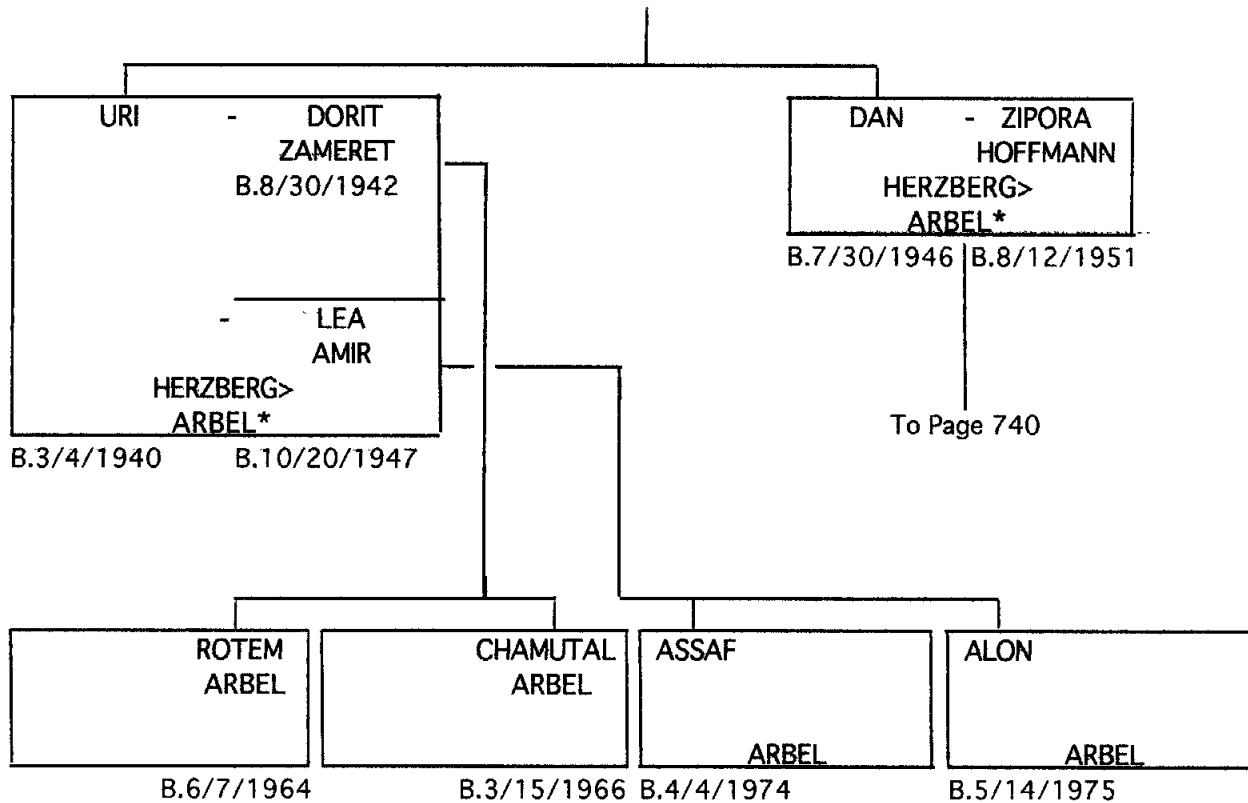 URI - DORIT
ZAMERET
B.8/30/1942
- LEA
AMIR
HERZBERG>
ARBEL*
B.3/4/1940 B.10/20/1947
DAN - ZIPORA
HOFFMANN
HERZBERG>
ARBEL*
B.7/30/1946 B.8/12/1951
To Page 740
ROTEM
ARBEL
B.6/7/1964
CHAMUTAL
ARBEL
B.3/15/1966
ASSAF
ARBEL
B.4/4/1974
ALON
ARBEL
B.5/14/1975